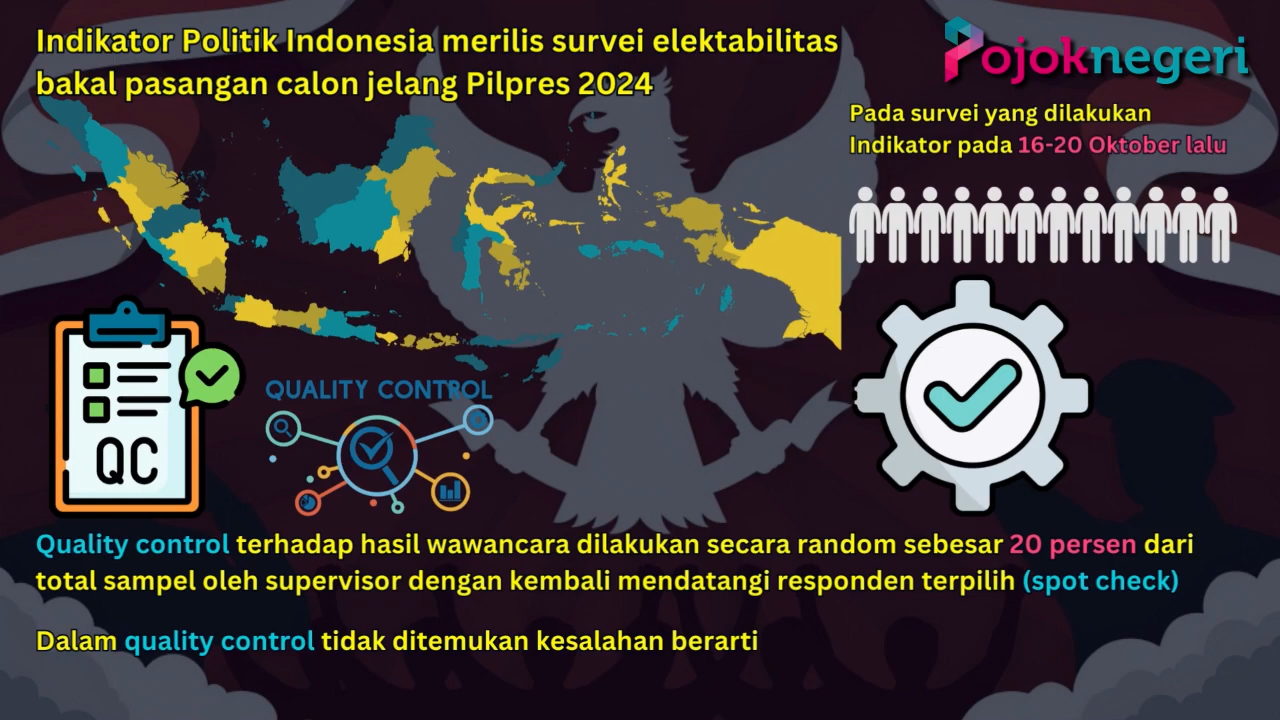 Indikator Politik Indonesia merilis survei elektabilitas
bakal pasangan calon jelang Pilpres 2024
Pojoknegeri
Pada survei yang dilakukan
Indikator pada 16-20 Oktober lalu
QUALITY CONTROL
QC
Quality control terhadap hasil wawancara dilakukan secara random sebesar 20 persen dari
total sampel oleh supervisor dengan kembali mendatangi responden terpilih (spot check)
Dalam quality control tidak ditemukan kesalahan berarti